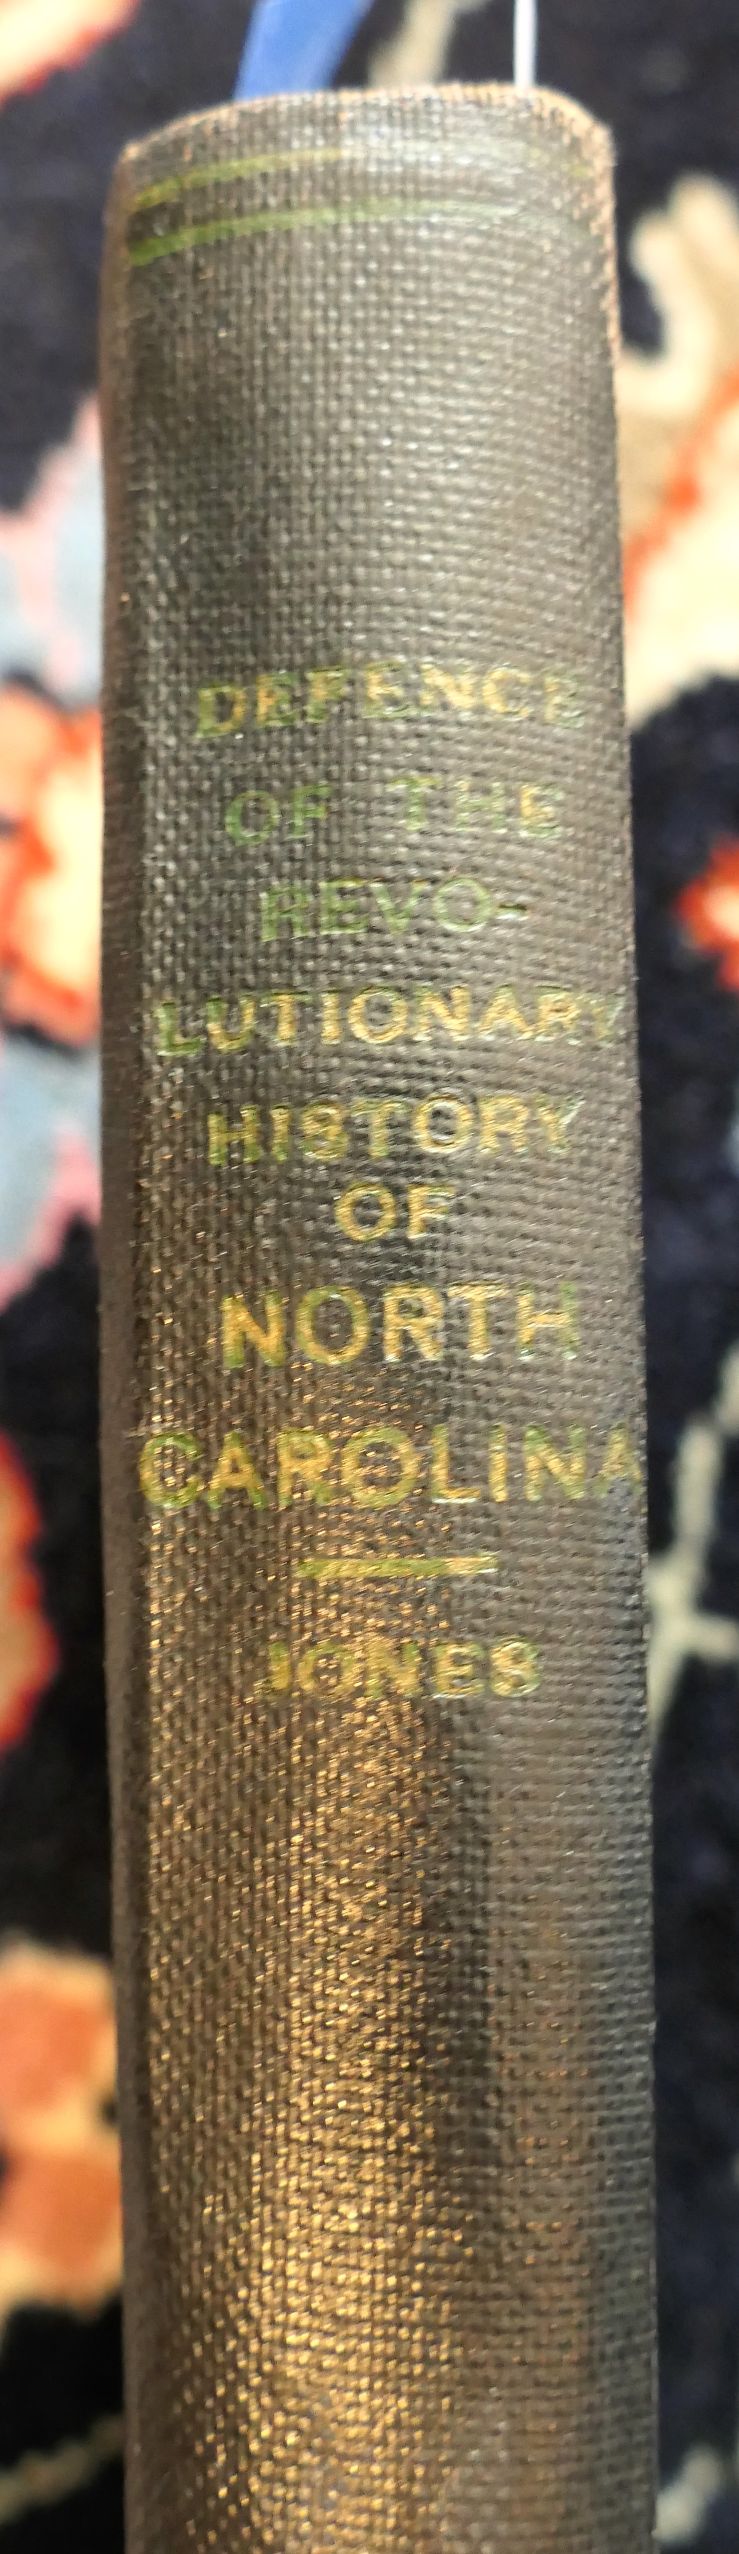 DEFENCE
OF THE
REVO-
LUTIONARY
HISTORY
OF
NORTH
CAROLINA
JONES